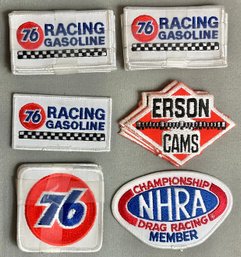 76 RACING
GASOLINE
76 RACING
GASOLINE
76 RACING
GASOLINE
ERSON
CAMS
76
CHAMPIONSHIP
NHRA
DRAG RACING
MEMBER